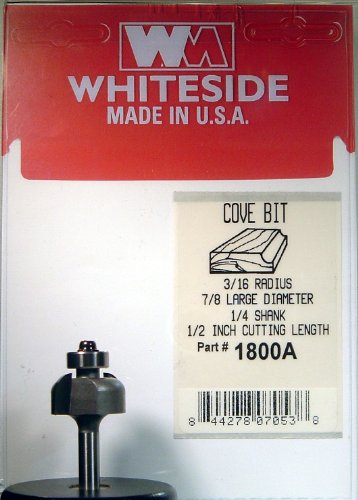 WM
WHITESIDE
MADE IN U.S.A.
COVE BIT
3/16 RADIUS
7/8 LARGE DIAMETER
1/4 SHANK
1/2 INCH CUTTING LENGTH
Part # 1800A
8 44278 07053 8